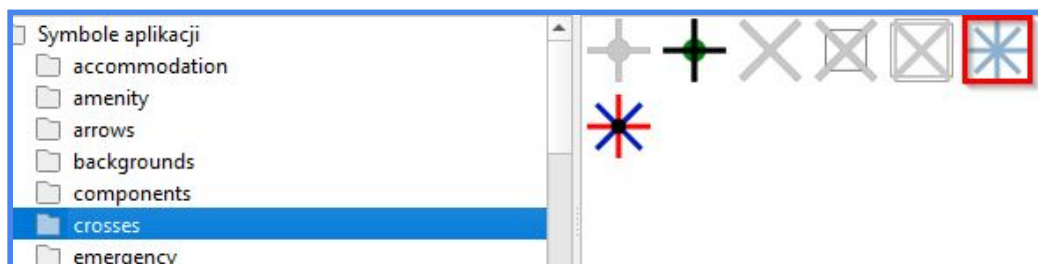 Symbole aplikacji
accommodation
amenity
arrows
backgrounds
components
crosses
emergency